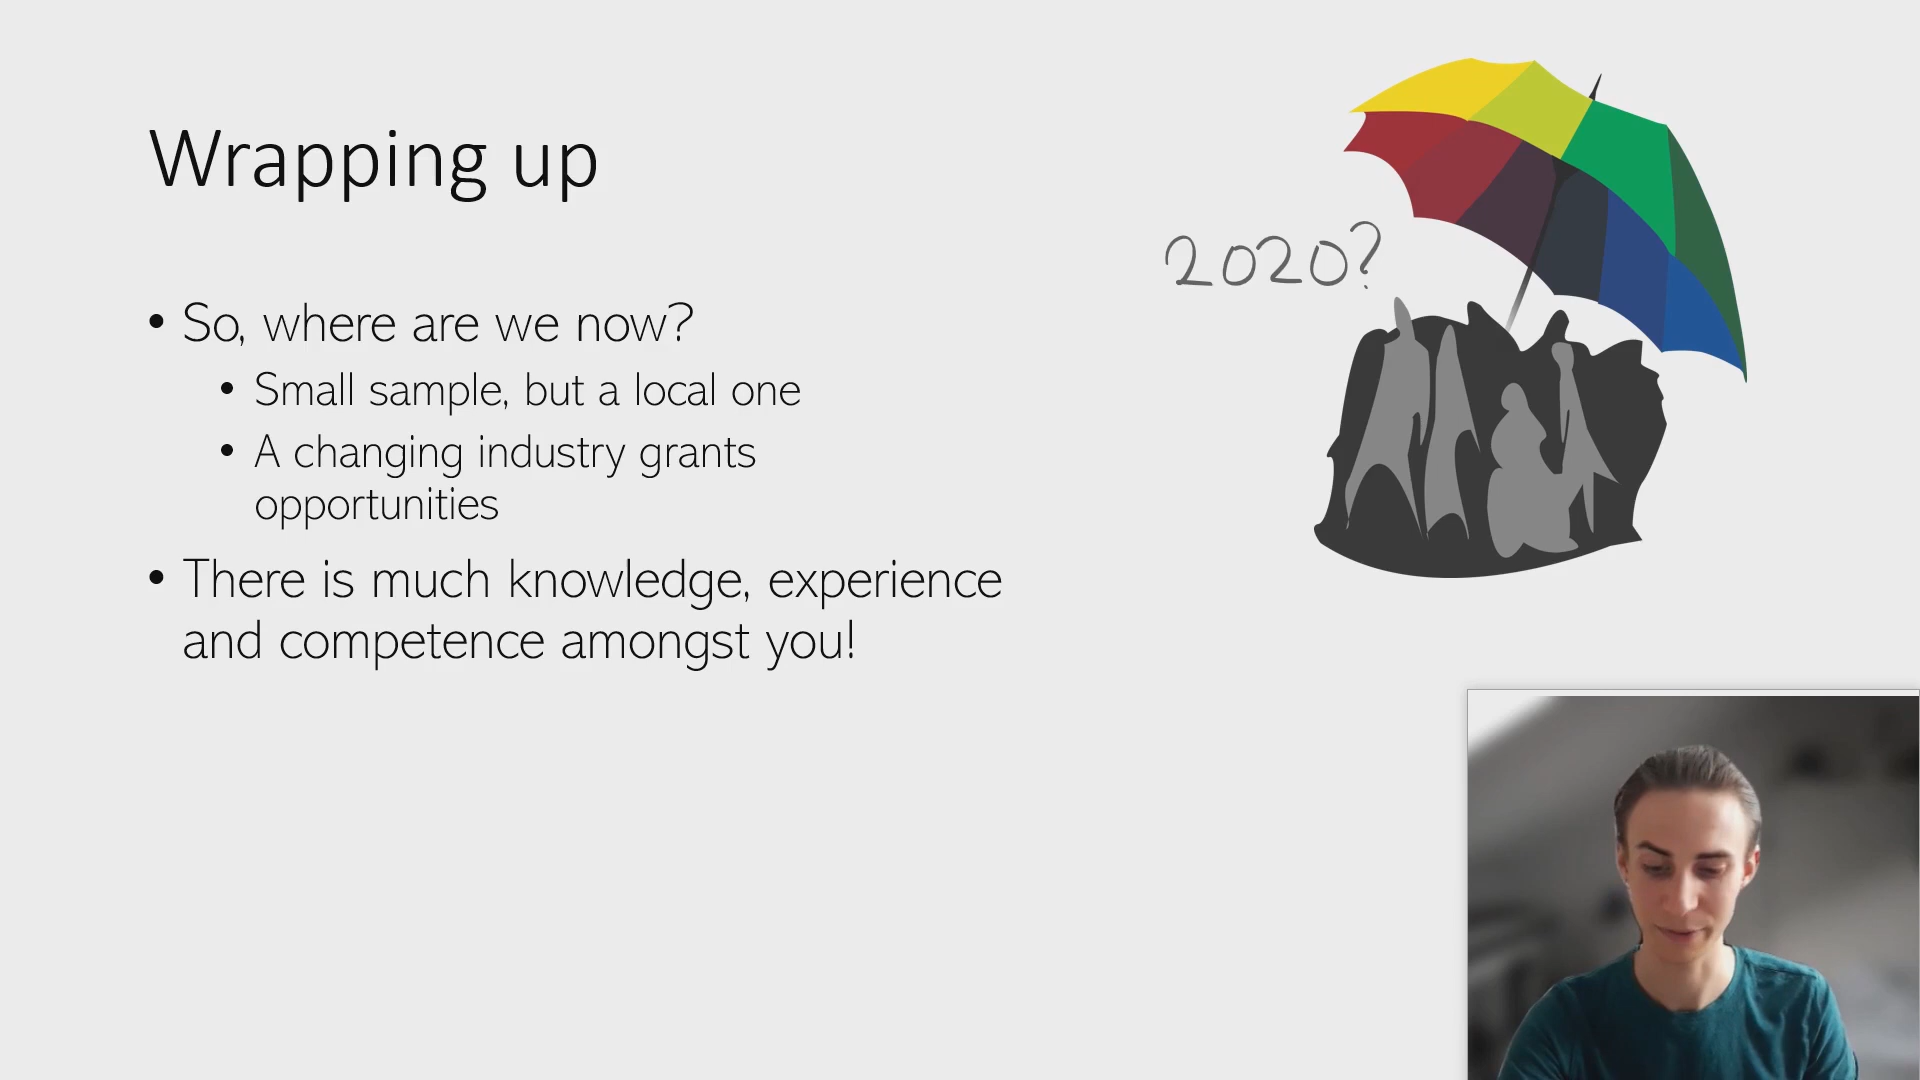 Wrapping up
2020?
• So, where are we now?
• Small sample, but a local one
• A changing industry grants
opportunities
• There is much knowledge, experience
and competence amongst you!